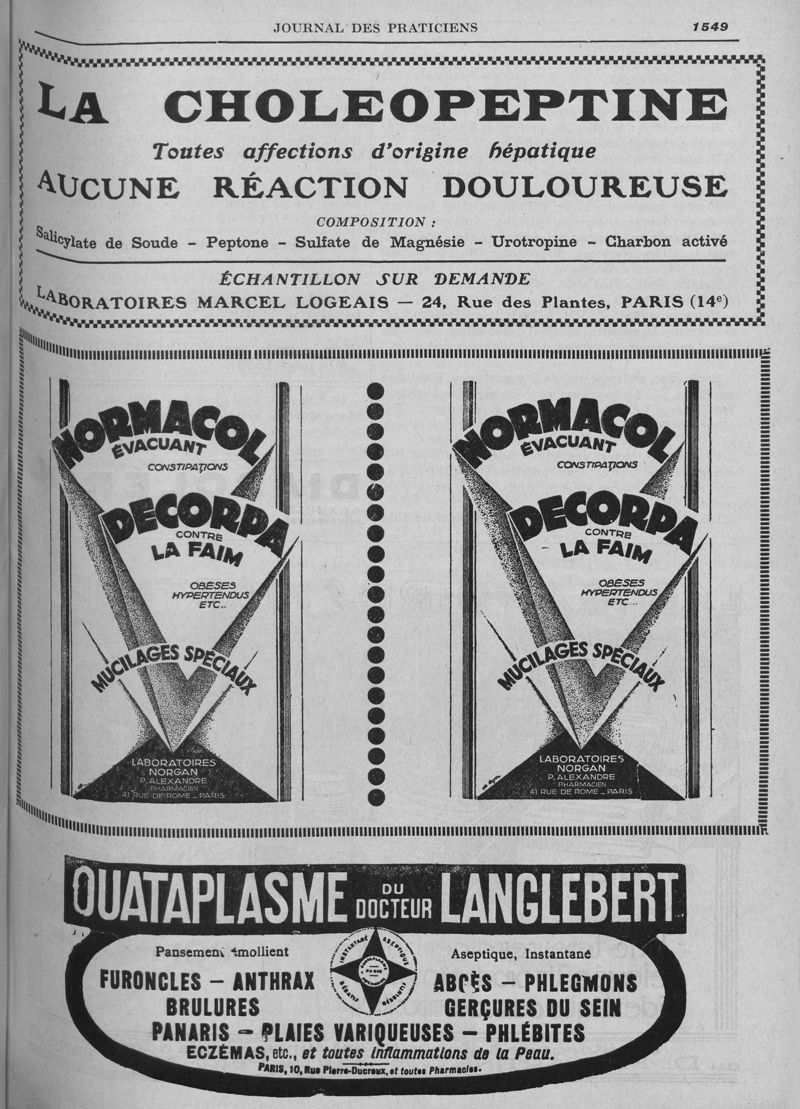 JOURNAL DES PRATICIENS 1549
LA CHOLEOPEPTINE
Toutes affections d'origine hépatique
AUCUNE RÉACTION DOULOUREUSE
COMPOSITION :
Salicylate de Soude - Peptone - Sulfate de Magnésie - Urotropine - Charbon activé
ÉCHANTILLON SUR DEMANDE
LABORATOIRES MARCEL LOGEAIS — 24, Rue des Plantes, PARIS (14e)
NORMACOL
ÉVACUANT
CONSTIPATIONS
DECORPA
CONTRE
LA FAIM
OBÈSES
HYPERTENDUS
ETC..
MUCILAGES SPÉCIAUX
LABORATOIRES
NORGAN
P. ALEXANDRE
PHARMACIEN
41 RUE DE ROME _ PARIS
NORMACOL
ÉVACUANT
CONSTIPATIONS
DECORPA
CONTRE
LA FAIM
OBÈSES
HYPERTENDUS
ETC...
MUCILAGES SPÉCIAUX
LABORATOIRES
NORGAN
P. ALEXANDRE
PHARMACIEN
41 RUE DE ROME _ PARIS
OUATAPLASME DU DOCTEUR LANGLEBERT
Pansement émollient
Aseptique, Instantané
INSTANTANÉ ASEPTIQUE
FURONCLES - ANTHRAX
ABCÈS - PHLEGMONS
BRULURES
GERÇURES DU SEIN
PANARIS - PLAIES VARIQUEUSES - PHLÉBITES
ECZÉMAS, etc., et toutes inflammations de la Peau.
PARIS, 10, Rue Pierre-Ducreux, et toutes Pharmacies.